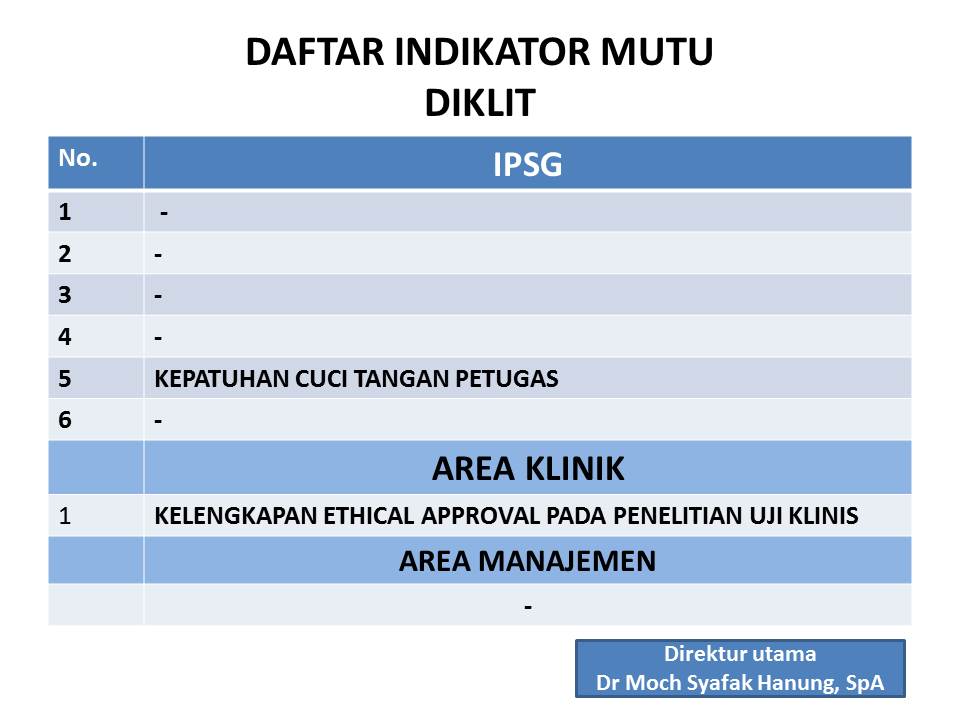 DAFTAR INDIKATOR MUTU
DIKLIT
No. IPSG
1 -
2 -
3 -
4 -
5 KEPATUHAN CUCI TANGAN PETUGAS
6 -
AREA KLINIK
1 KELENGKAPAN ETHICAL APPROVAL PADA PENELITIAN UJI KLINIS
AREA MANAJEMEN
-
Direktur utama
Dr Moch Syafak Hanung, SpA